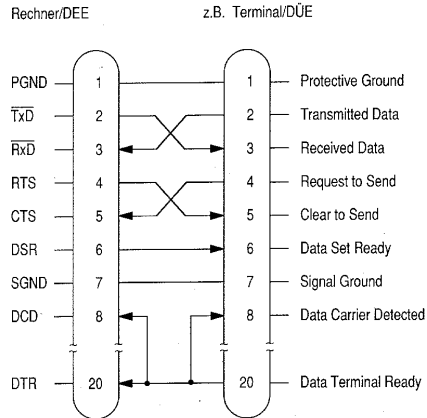 Rechner/DEE z.B. Terminal/DÜE
PGND 1 1 Protective Ground
TxD 2 2 Transmitted Data
RxD 3 3 Received Data
RTS 4 4 Request to Send
CTS 5 5 Clear to Send
DSR 6 6 Data Set Ready
SGND 7 7 Signal Ground
DCD 8 8 Data Carrier Detected
DTR 20 20 Data Terminal Ready